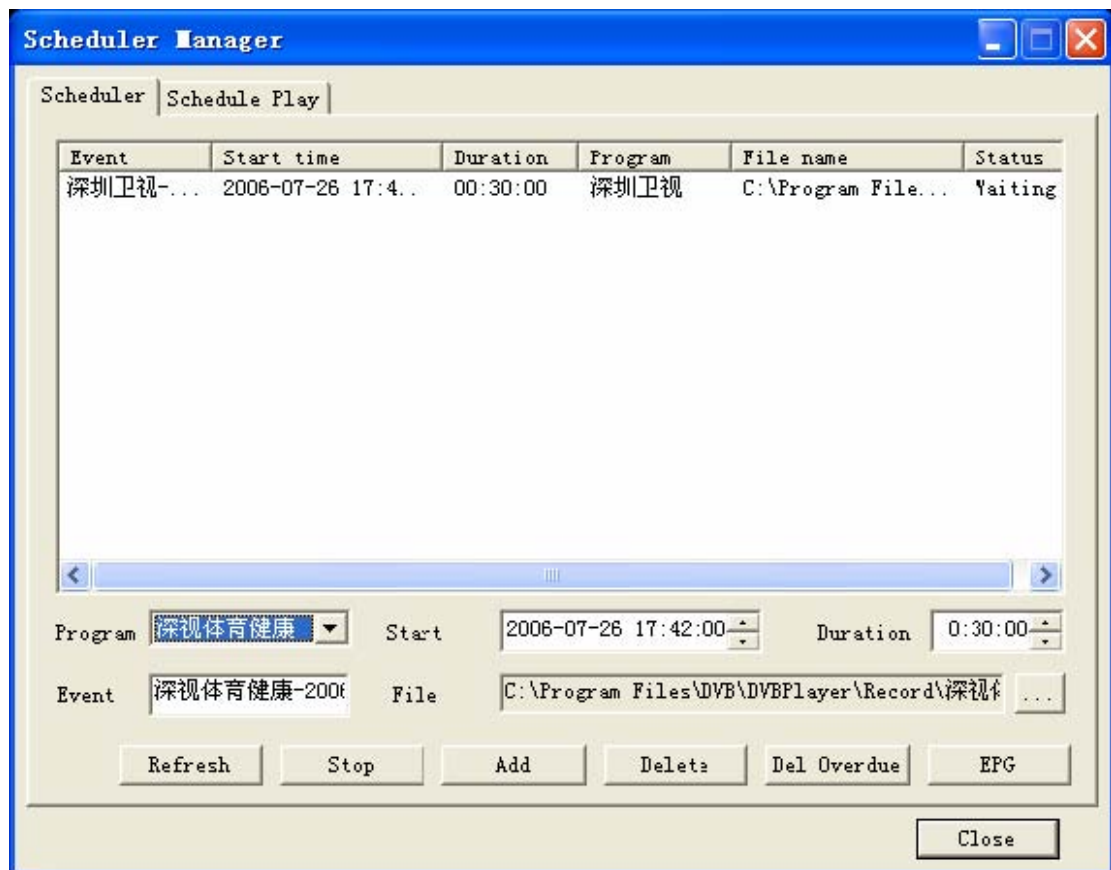 Scheduler Manager
Scheduler Schedule Play
Event Start time Duration Program File name Status
深圳卫视-... 2006-07-26 17:4.. 00:30:00 深圳卫视 C:\Program File... Waiting
Program 深视体育健康 Start 2006-07-26 17:42:00 Duration 0:30:00
Event 深视体育健康-2006 File C:\Program Files\DVB\DVBPlayer\Record\深视体 ...
Refresh Stop Add Delete Del Overdue EPG
Close